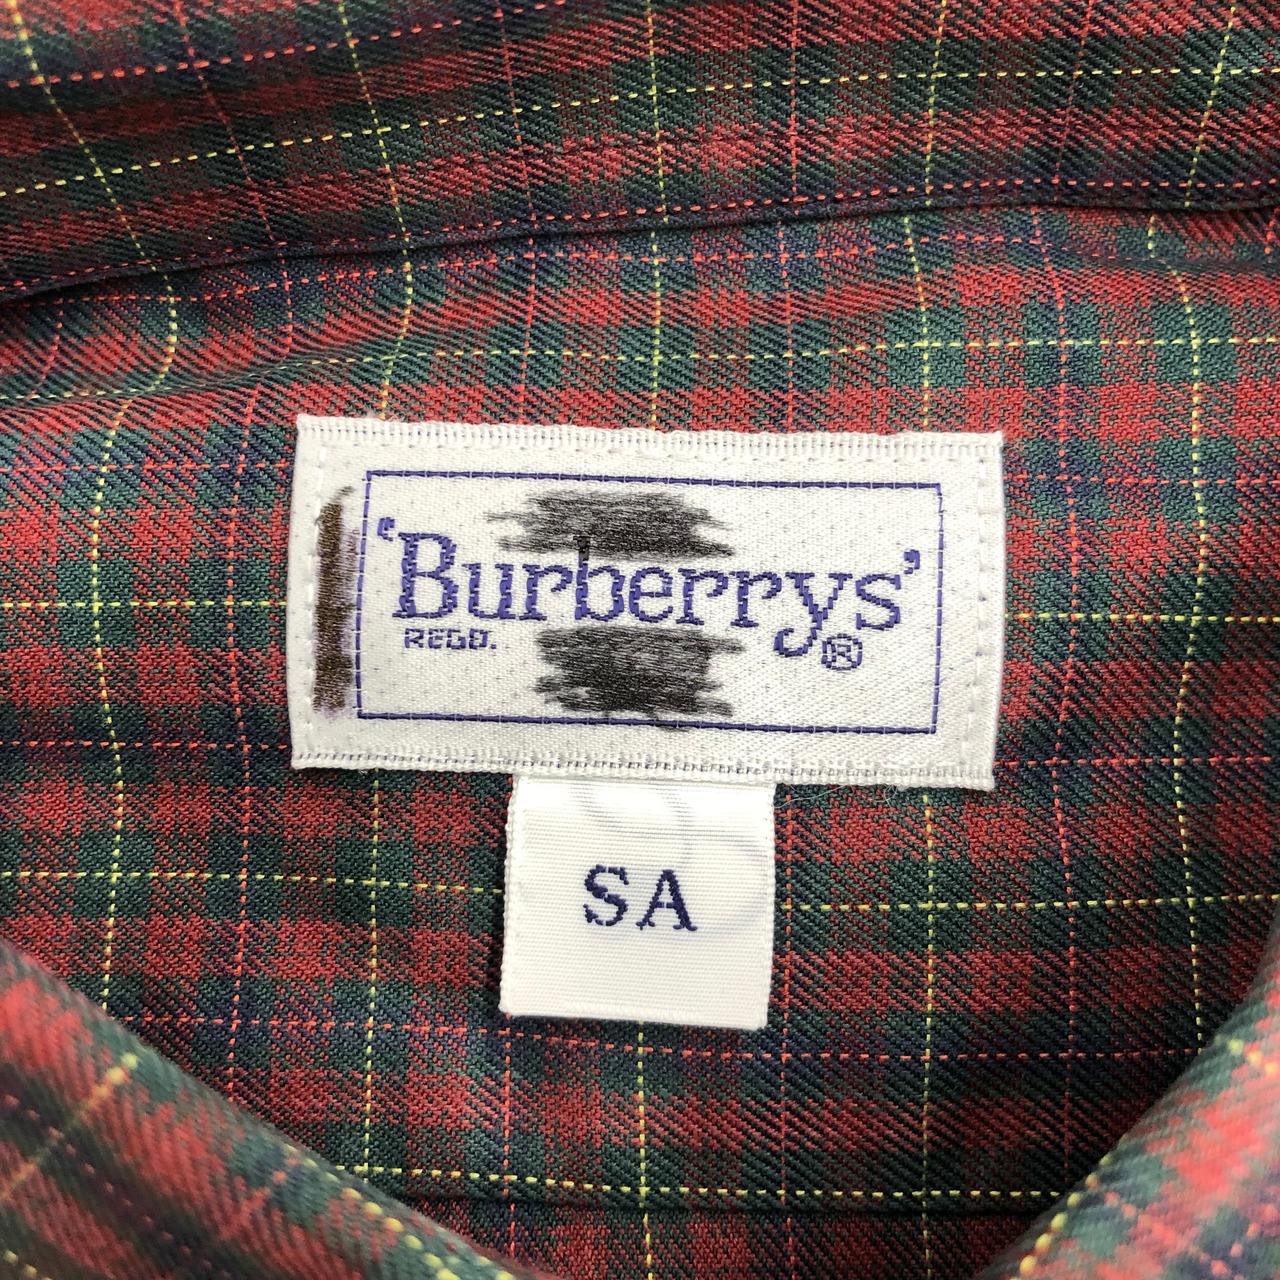 'Burberrys'
REGD. ®
SA